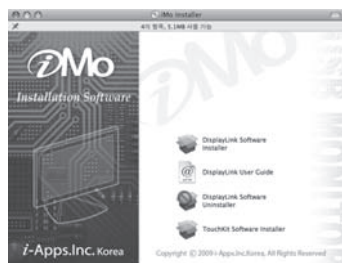 iMo Installer
4개 항목, 5.1MB 사용 가능
iMo
Installation Software
DisplayLink Software
Installer
DisplayLink User Guide
DisplayLink Software
Uninstaller
TouchKit Software Installer
i-Apps.Inc. Korea
Copyright © 2009 i-Apps.Inc.Korea, All Rights Reserved